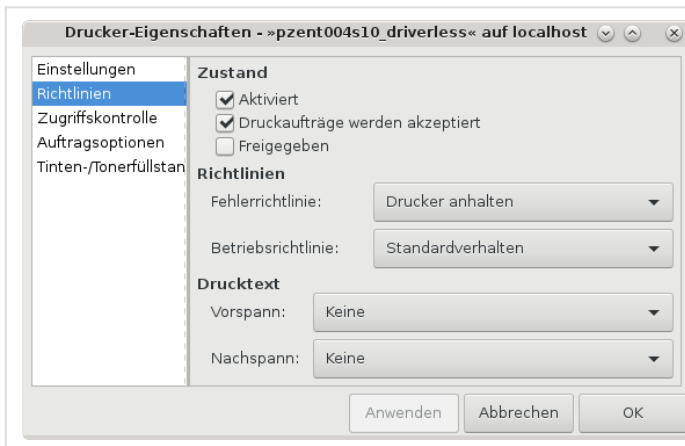 Drucker-Eigenschaften - »pzent004s10_driverless« auf localhost
Einstellungen
Richtlinien
Zugriffskontrolle
Auftragsoptionen
Tinten-/Tonerfüllstan
Zustand
Aktiviert
Druckaufträge werden akzeptiert
Freigegeben
Richtlinien
Fehlerrichtlinie: Drucker anhalten
Betriebsrichtlinie: Standardverhalten
Drucktext
Vorspann: Keine
Nachspann: Keine
Anwenden Abbrechen OK